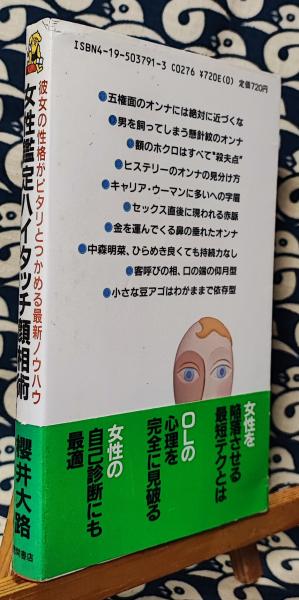 ISBN4-19-503791-3 C0276 ¥720E(0) 定価720円
●五権面のオンナには絶対に近づくな
●男を飼ってしまう懸針紋のオンナ
●額のホクロはすべて"殺夫点"
●ヒステリーのオンナの見分け方
●キャリア・ウーマンに多いへの字眉
●セックス直後に現われる赤脈
●金を運んでくる鼻の垂れたオンナ
●中森明菜、ひらめき良くても持続力なし
●客呼びの相、口の端の仰月型
●小さな豆アゴはわがままで依存型
女性を
陥落させる
最短テクとは
OLの
心理を
完全に見破る
女性の
自己診断にも
最適
彼女の性格がピタリとつかめる最新ノウハウ
女性鑑定ハイタッチ顔相術
櫻井大路
徳間書店